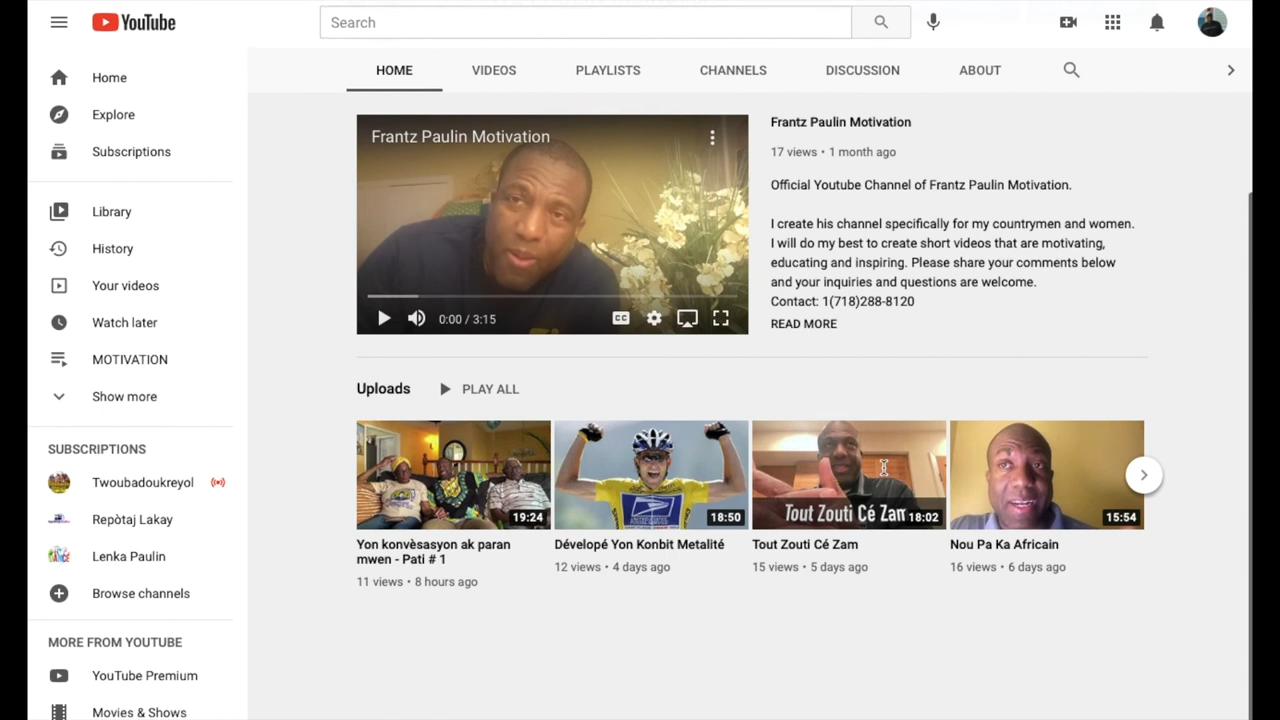 YouTube
Search
Home
Explore
Subscriptions
Library
History
Your videos
Watch later
MOTIVATION
Show more
SUBSCRIPTIONS
Twoubadoukreyol
Repòtaj Lakay
Lenka Paulin
Browse channels
MORE FROM YOUTUBE
YouTube Premium
Movies & Shows
HOME VIDEOS PLAYLISTS CHANNELS DISCUSSION ABOUT
Frantz Paulin Motivation
CC
0:00 / 3:15
Frantz Paulin Motivation
17 views • 1 month ago
Official Youtube Channel of Frantz Paulin Motivation.
I create his channel specifically for my countrymen and women.
I will do my best to create short videos that are motivating,
educating and inspiring. Please share your comments below
and your inquiries and questions are welcome.
Contact: 1(718)288-8120
READ MORE
Uploads PLAY ALL
19:24
Yon konvèsasyon ak paran
mwen - Pati # 1
11 views • 8 hours ago
18:50
Dévelopé Yon Konbit Metalité
12 views • 4 days ago
Tout Zouti Cé Zam
18:02
Tout Zouti Cé Zam
15 views • 5 days ago
15:54
Nou Pa Ka Africain
16 views • 6 days ago